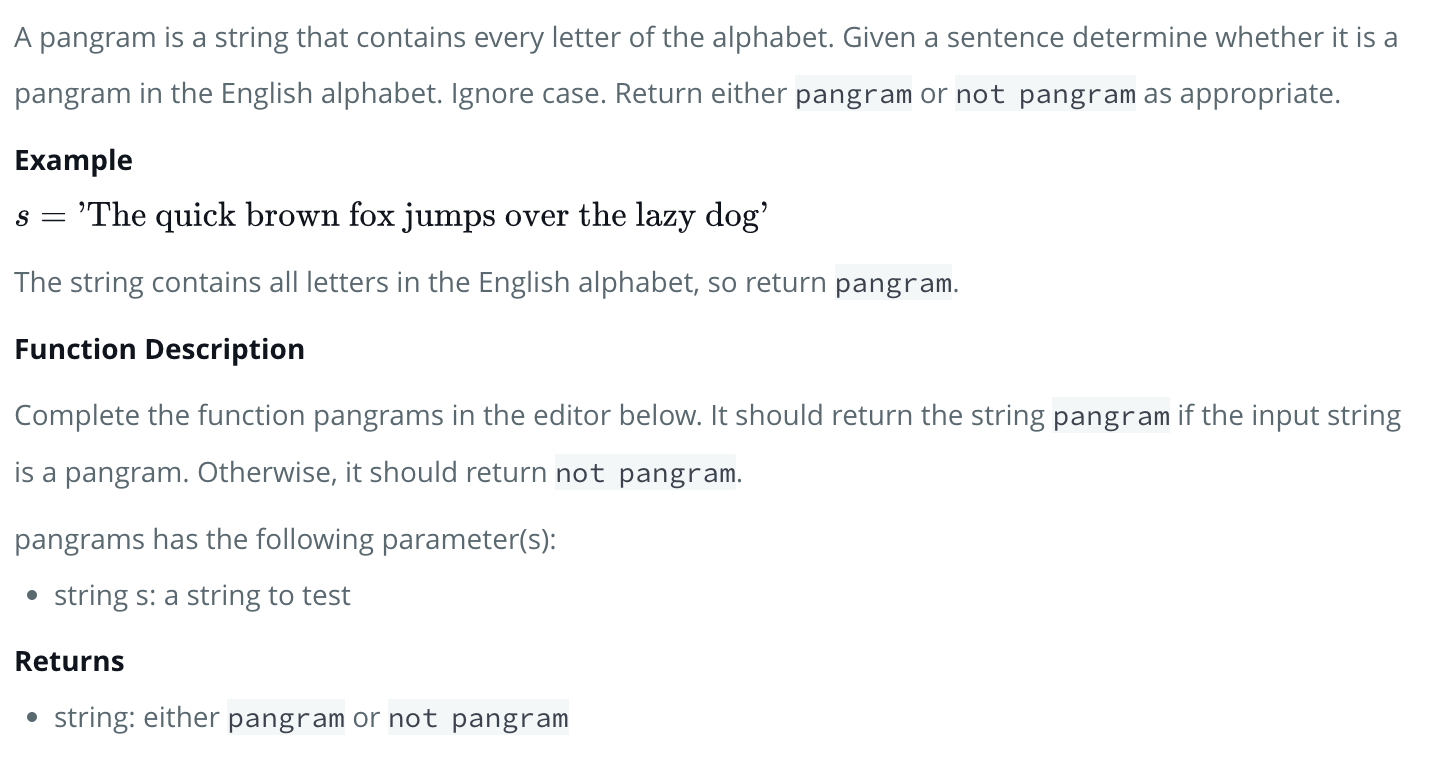 A pangram is a string that contains every letter of the alphabet. Given a sentence determine whether it is a
pangram in the English alphabet. Ignore case. Return either pangram or not pangram as appropriate.
Example
s = ’The quick brown fox jumps over the lazy dog’
The string contains all letters in the English alphabet, so return pangram.
Function Description
Complete the function pangrams in the editor below. It should return the string pangram if the input string
is a pangram. Otherwise, it should return not pangram.
pangrams has the following parameter(s):
• string s: a string to test
Returns
• string: either pangram or not pangram